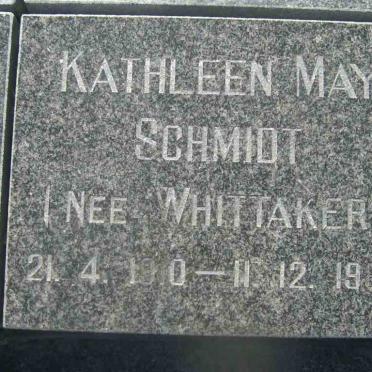 KATHLEEN MAY
SCHMIDT
(NEE WHITTAKER
21. 4. – 11. 12.